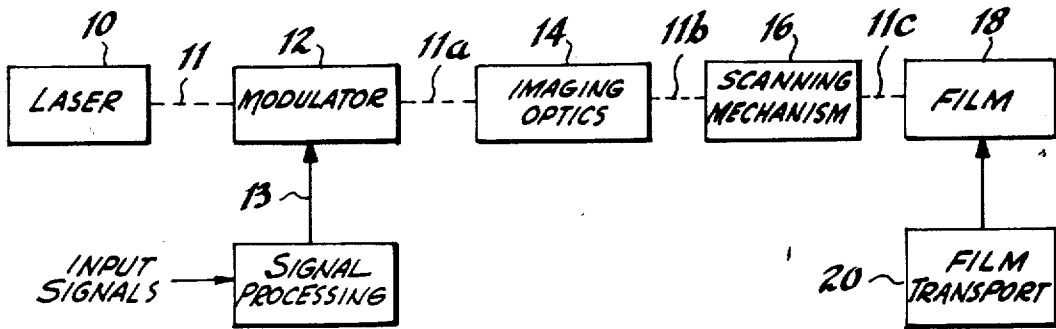 10
11
12
11a
14
11b
16
11c
18
LASER
MODULATOR
IMAGING
OPTICS
SCANNING
MECHANISM
FILM
13
INPUT
SIGNALS
SIGNAL
PROCESSING
20
FILM
TRANSPORT